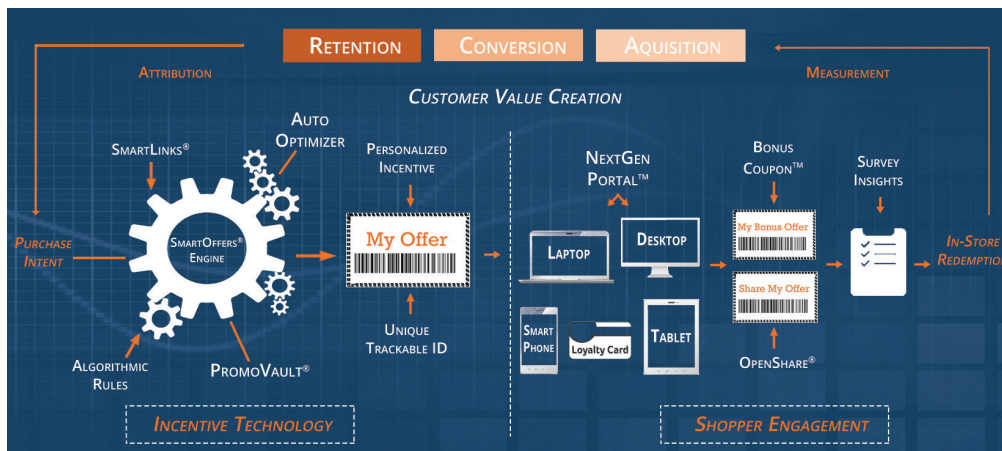 RETENTION
CONVERSION
AQUISITION
ATTRIBUTION
MEASUREMENT
CUSTOMER VALUE CREATION
SMARTLINKS®
AUTO
OPTIMIZER
PERSONALIZED
INCENTIVE
NEXTGEN
PORTAL™
BONUS
COUPON™
SURVEY
INSIGHTS
PURCHASE
INTENT
SMARTOFFERS®
ENGINE
My Offer
LAPTOP
DESKTOP
My Bonus Offer
Share My Offer
IN-STORE
REDEMPTION
ALGORITHMIC
RULES
PROMOVAULT®
UNIQUE
TRACKABLE ID
SMART
PHONE
Loyalty Card
TABLET
OPENSHARE®
INCENTIVE TECHNOLOGY
SHOPPER ENGAGEMENT